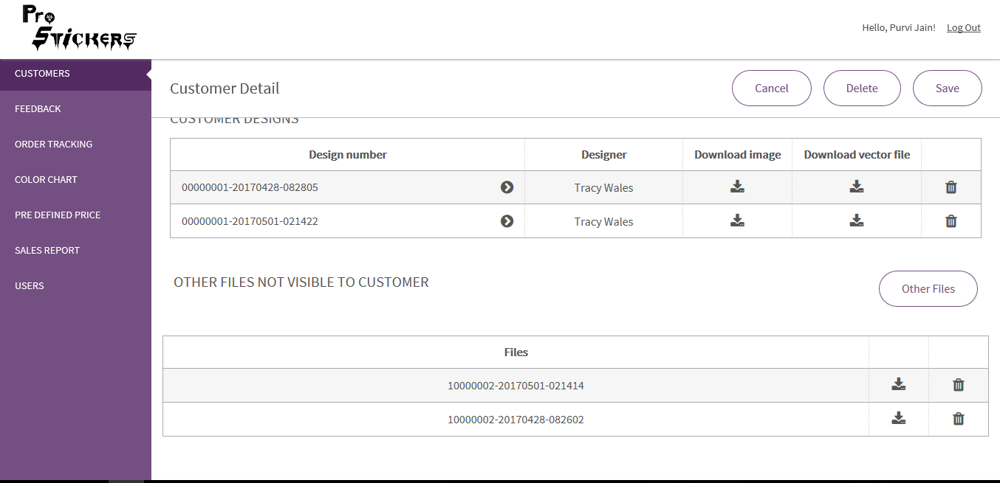 Pro
Stickers
Hello, Purvi Jain! Log Out
CUSTOMERS
FEEDBACK
ORDER TRACKING
COLOR CHART
PRE DEFINED PRICE
SALES REPORT
USERS
Customer Detail Cancel Delete Save
CUSTOMER DESIGNS
Design number Designer Download image Download vector file
00000001-20170428-082805 Tracy Wales
00000001-20170501-021422 Tracy Wales
OTHER FILES NOT VISIBLE TO CUSTOMER
Other Files
Files
10000002-20170501-021414
10000002-20170428-082602